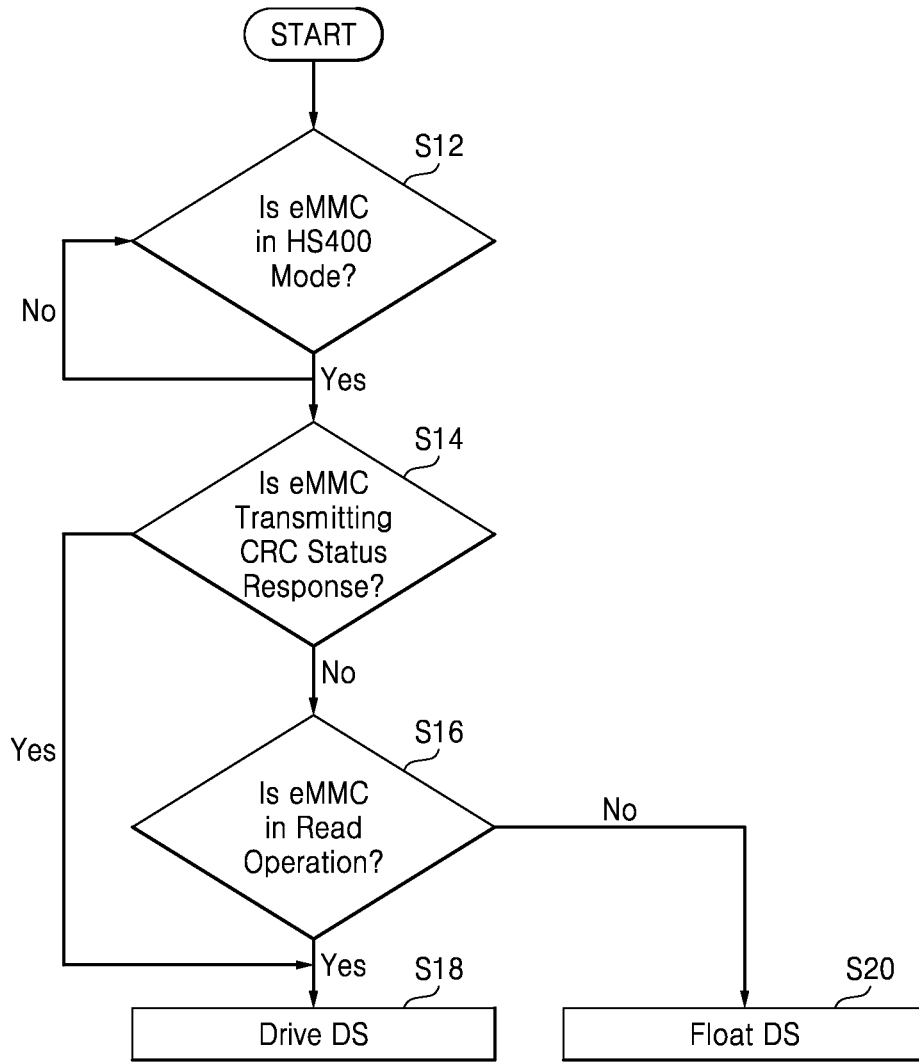 START
S12
Is eMMC
in HS400
Mode?
No
Yes
S14
Is eMMC
Transmitting
CRC Status
Response?
No
Yes
S16
Is eMMC
in Read
Operation?
No
Yes
S18
Drive DS
S20
Float DS